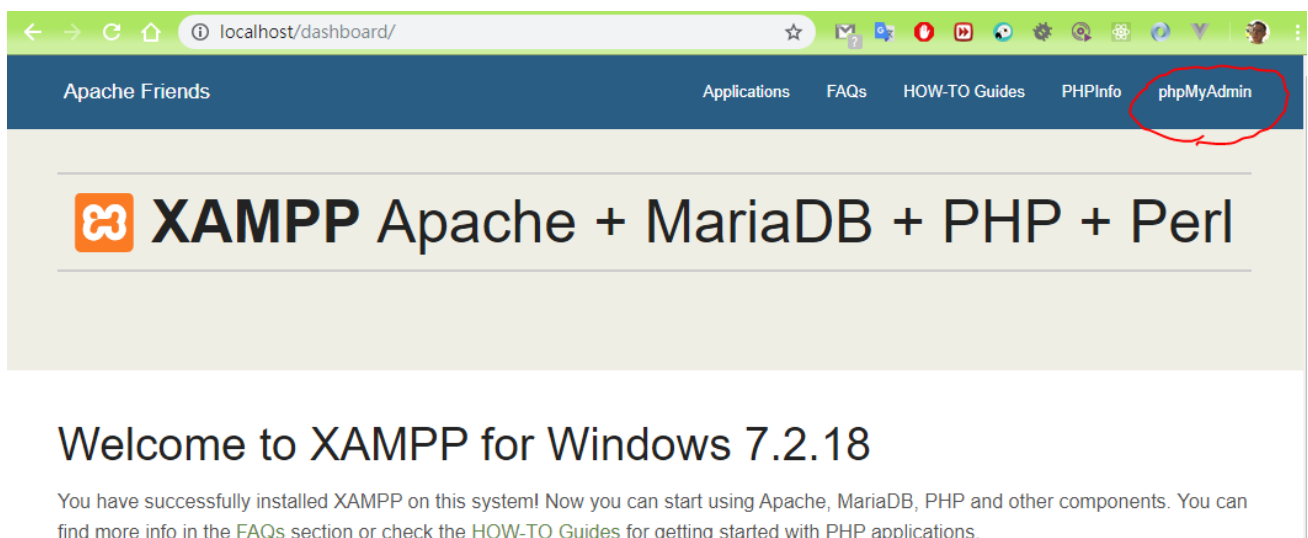 localhost/dashboard/
Apache Friends Applications FAQs HOW-TO Guides PHPInfo phpMyAdmin
XAMPP Apache + MariaDB + PHP + Perl
Welcome to XAMPP for Windows 7.2.18
You have successfully installed XAMPP on this system! Now you can start using Apache, MariaDB, PHP and other components. You can
find more info in the FAQs section or check the HOW-TO Guides for getting started with PHP applications.